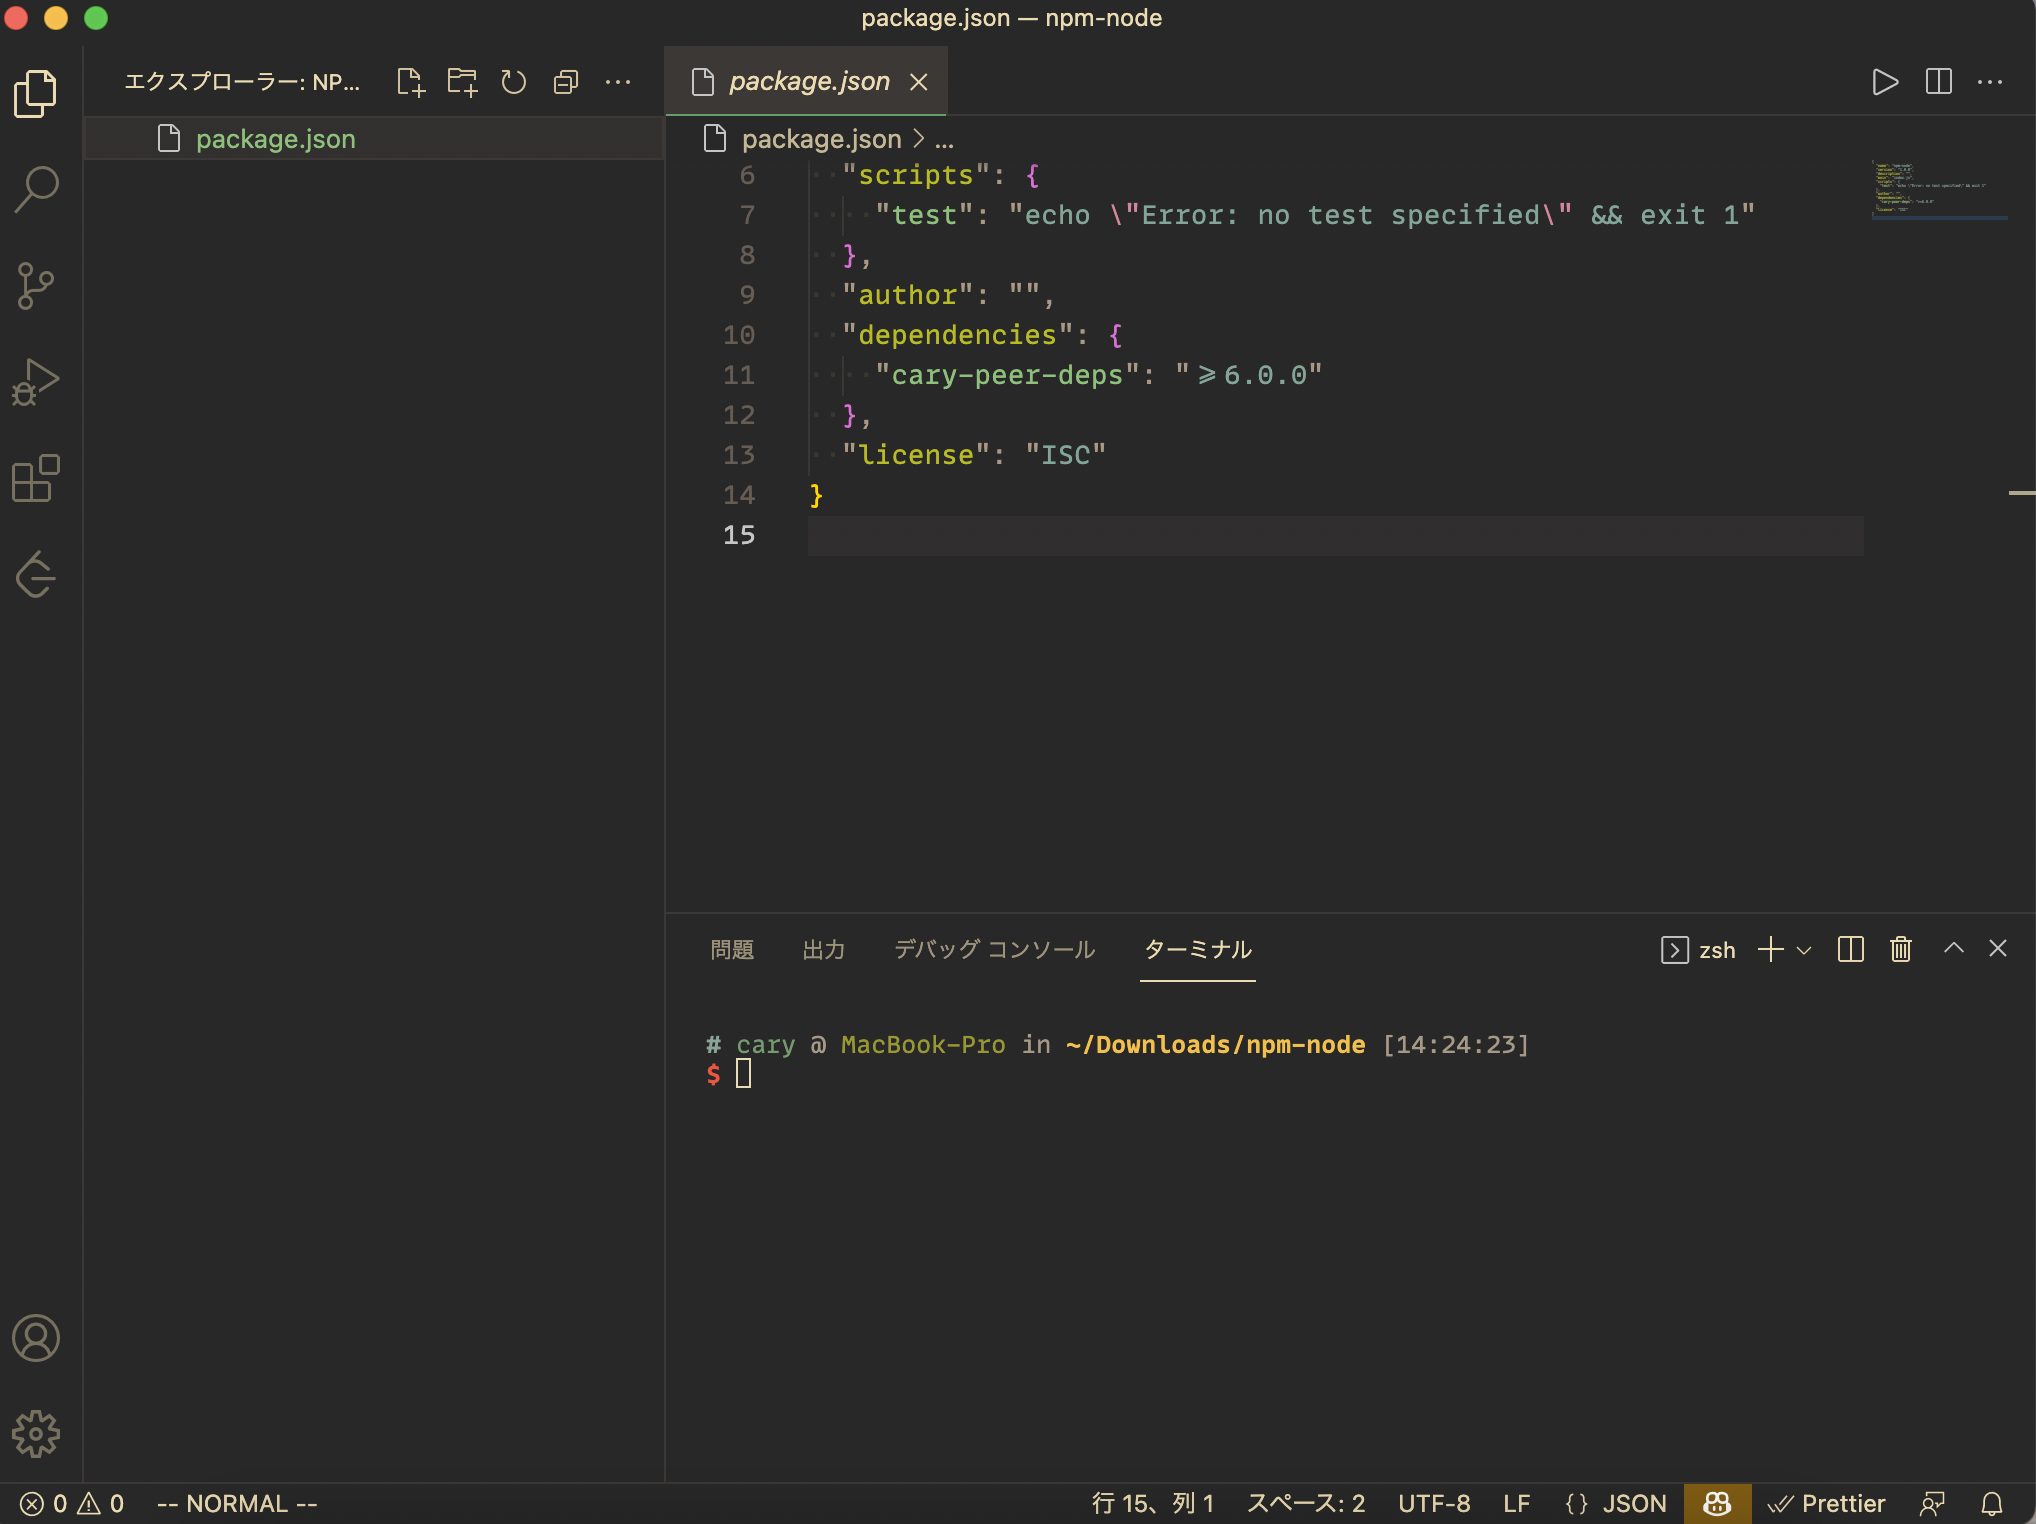 package.json — npm-node
エクスプローラー: NP...
package.json
package.json
package.json > ...
6 "scripts": {
7 "test": "echo \"Error: no test specified\" && exit 1"
8 },
9 "author": "",
10 "dependencies": {
11 "cary-peer-deps": ">=6.0.0"
12 },
13 "license": "ISC"
14 }
15
問題 出力 デバッグ コンソール ターミナル zsh
# cary @ MacBook-Pro in ~/Downloads/npm-node [14:24:23]
$
0 0 -- NORMAL -- 行 15、列 1 スペース: 2 UTF-8 LF {} JSON Prettier